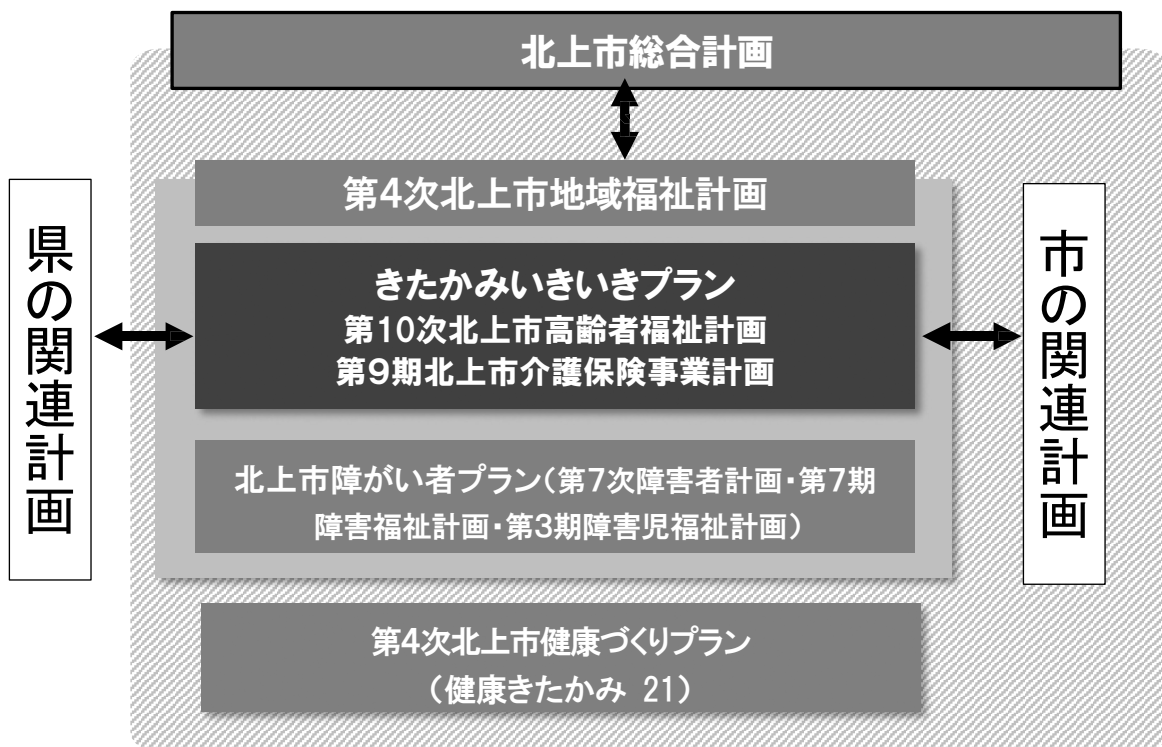 北上市総合計画
第4次北上市地域福祉計画
きたかみいきいきプラン
第10次北上市高齢者福祉計画
第9期北上市介護保険事業計画
県の関連計画
市の関連計画
北上市障がい者プラン(第7次障害者計画・第7期
障害福祉計画・第3期障害児福祉計画)
第4次北上市健康づくりプラン
(健康きたかみ 21)